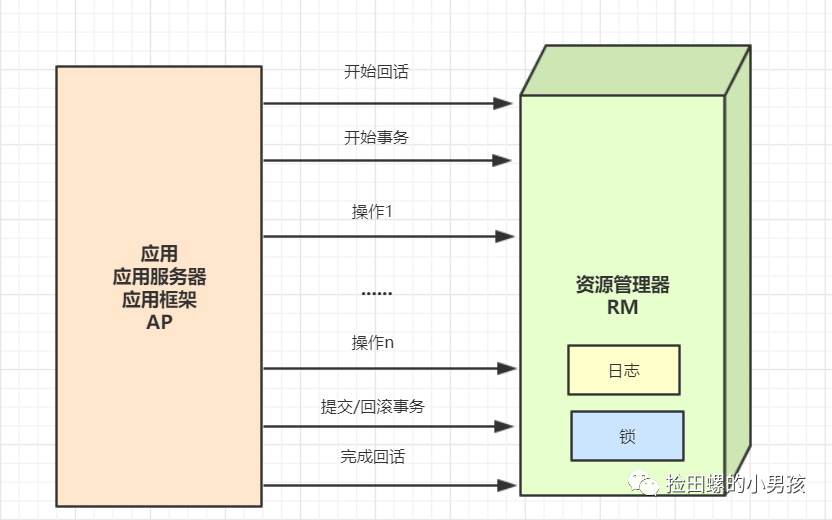 开始回话
开始事务
操作1
应用
应用服务器
应用框架
AP
......
资源管理器
RM
操作n
日志
提交/回滚事务
锁
完成回话
捡田螺的小男孩